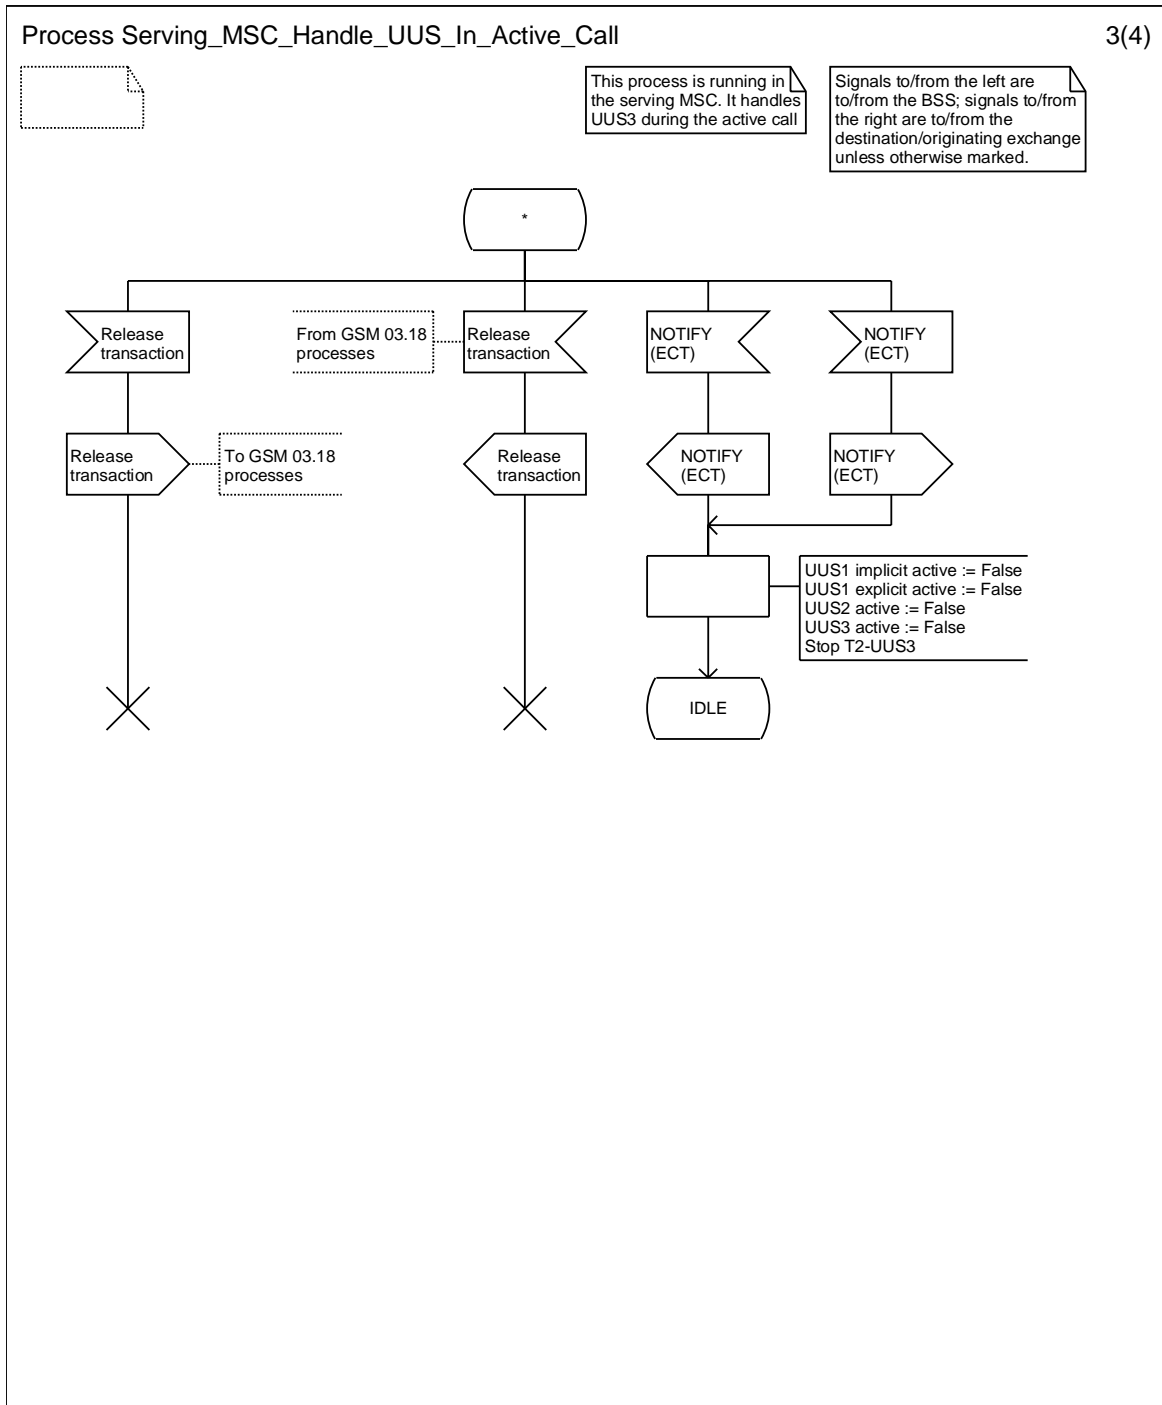 Process Serving_MSC_Handle_UUS_In_Active_Call
3(4)
This process is running in
the serving MSC. It handles
UUS3 during the active call
Signals to/from the left are
to/from the BSS; signals to/from
the right are to/from the
destination/originating exchange
unless otherwise marked.
*
Release
transaction
From GSM 03.18
processes
Release
transaction
NOTIFY
(ECT)
NOTIFY
(ECT)
Release
transaction
To GSM 03.18
processes
Release
transaction
NOTIFY
(ECT)
NOTIFY
(ECT)
UUS1 implicit active := False
UUS1 explicit active := False
UUS2 active := False
UUS3 active := False
Stop T2-UUS3
IDLE